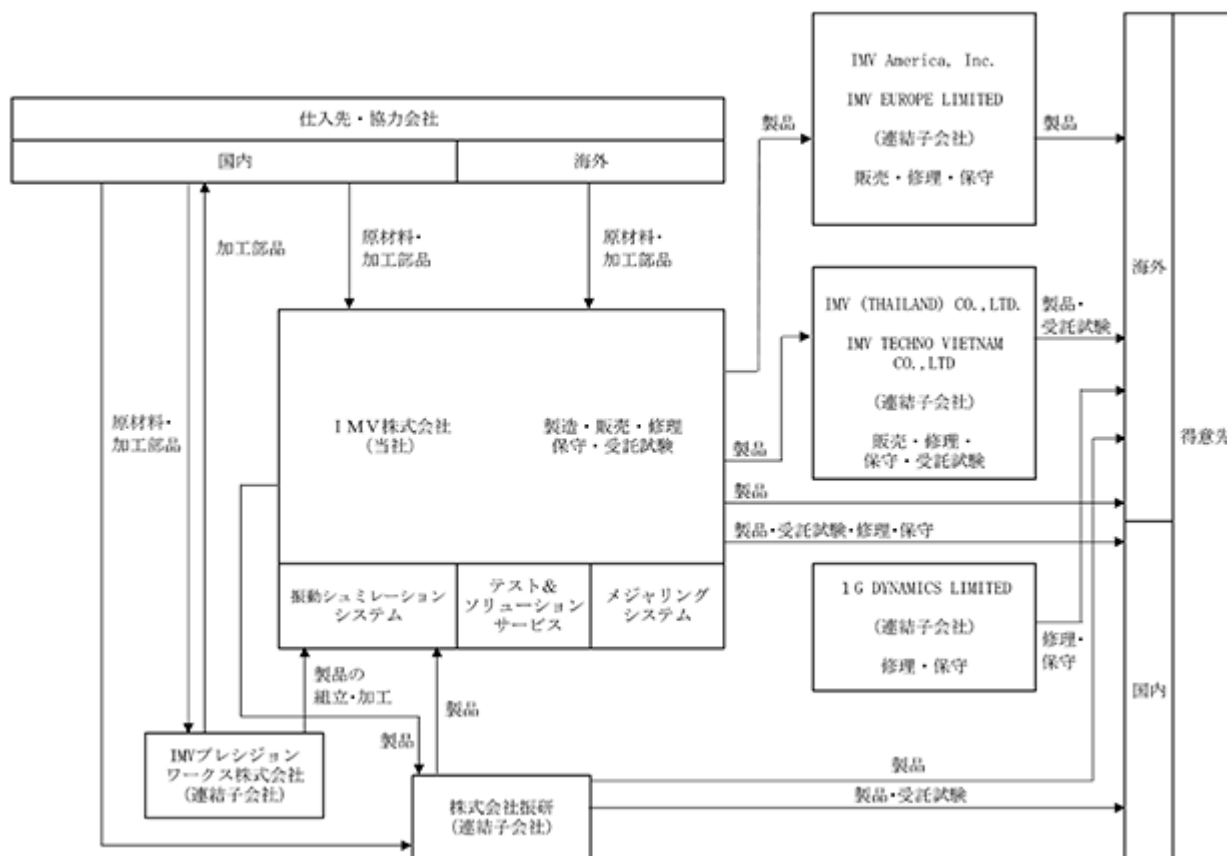 仕入先・協力会社
国内
海外
加工部品
原材料・
加工部品
原材料・
加工部品
原材料・
加工部品
IMV株式会社
(当社)
製造・販売・修理
保守・受託試験
振動シュミレーション
システム
テスト&
ソリューション
サービス
メジャリング
システム
製品
IMV America, Inc.
IMV EUROPE LIMITED
(連結子会社)
販売・修理・保守
製品
製品
IMV (THAILAND) CO.,LTD.
IMV TECHNO VIETNAM
CO.,LTD
(連結子会社)
販売・修理・
保守・受託試験
製品・
受託試験
製品
製品・受託試験・修理・保守
1G DYNAMICS LIMITED
(連結子会社)
修理・保守
修理・
保守
海外
国内
得意先
製品の
組立・加工
製品
製品
IMVプレシジョン
ワークス株式会社
(連結子会社)
株式会社振研
(連結子会社)
製品
製品・受託試験